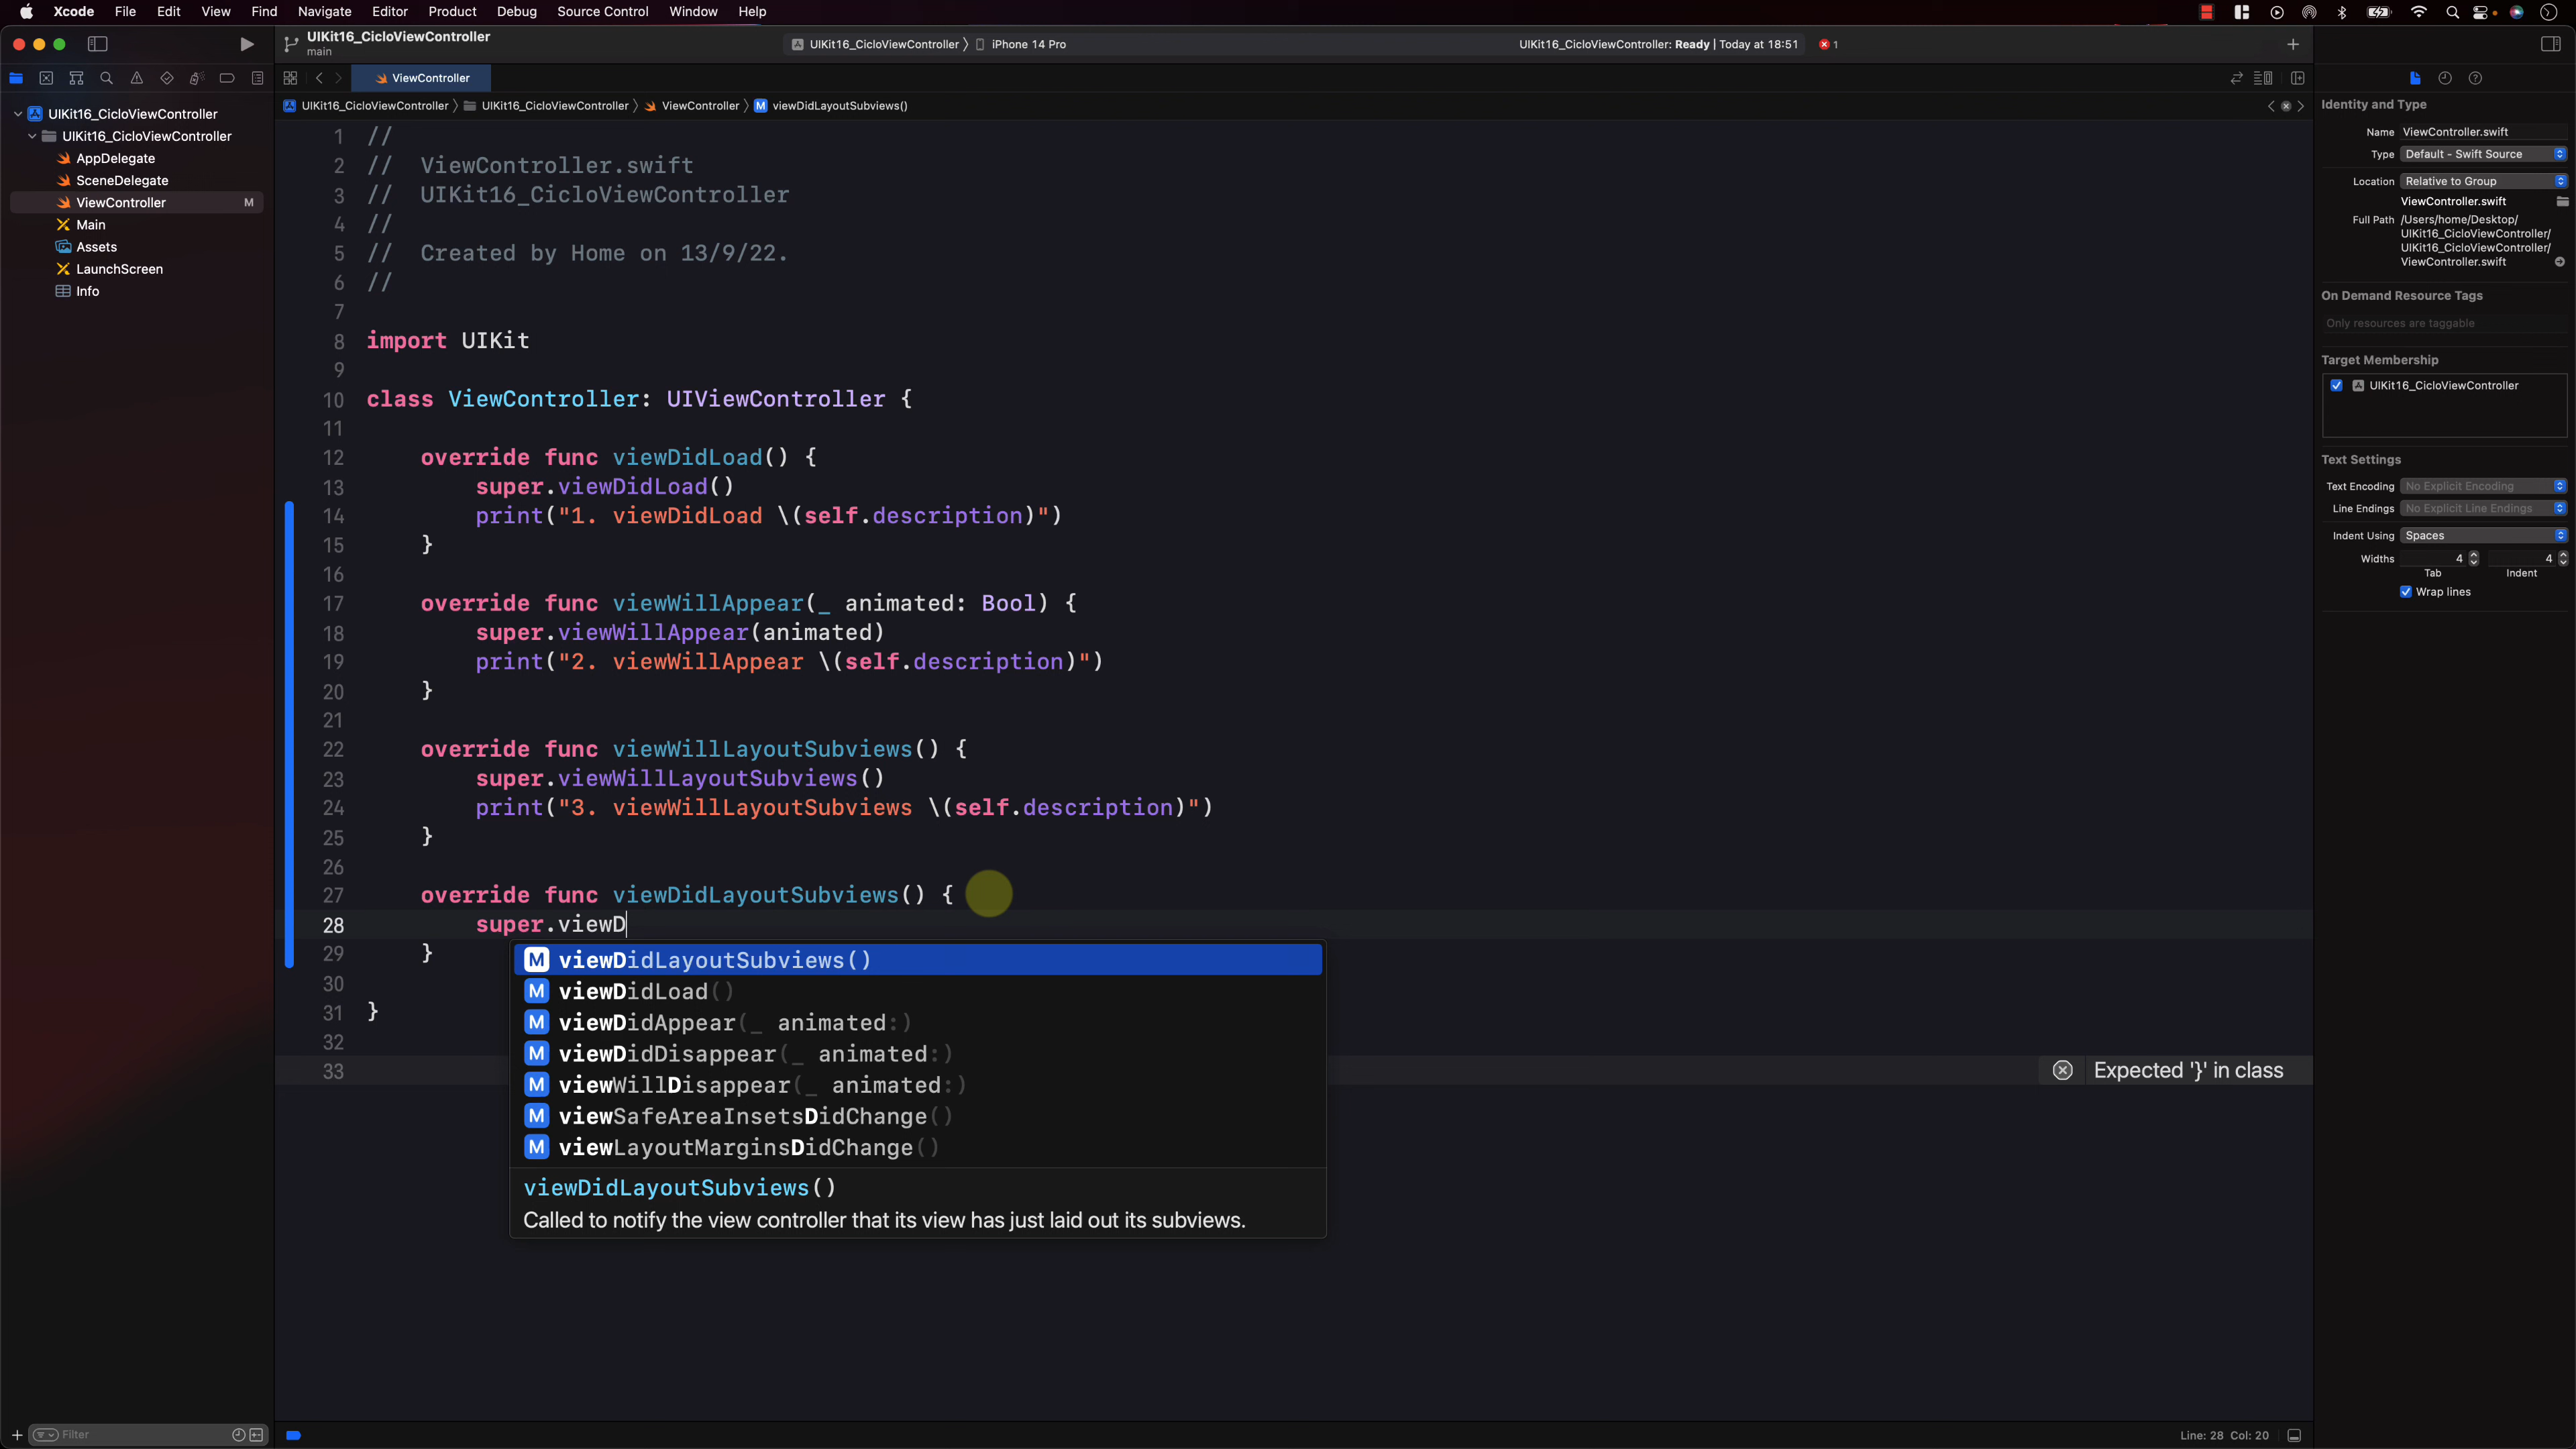 Xcode File Edit View Find Navigate Editor Product Debug Source Control Window Help
UIKit16_CicloViewController
main
UIKit16_CicloViewController 〉 iPhone 14 Pro
UIKit16_CicloViewController: Ready | Today at 18:51
1
ViewController
UIKit16_CicloViewController 〉 UIKit16_CicloViewController 〉 ViewController 〉 M viewDidLayoutSubviews()
UIKit16_CicloViewController
UIKit16_CicloViewController
AppDelegate
SceneDelegate
ViewController M
Main
Assets
LaunchScreen
Info
Filter
1 //
2 //  ViewController.swift
3 //  UIKit16_CicloViewController
4 //
5 //  Created by Home on 13/9/22.
6 //
7
8 import UIKit
9
10 class ViewController: UIViewController {
11
12     override func viewDidLoad() {
13         super.viewDidLoad()
14         print("1. viewDidLoad \(self.description)")
15     }
16
17     override func viewWillAppear(_ animated: Bool) {
18         super.viewWillAppear(animated)
19         print("2. viewWillAppear \(self.description)")
20     }
21
22     override func viewWillLayoutSubviews() {
23         super.viewWillLayoutSubviews()
24         print("3. viewWillLayoutSubviews \(self.description)")
25     }
26
27     override func viewDidLayoutSubviews() {
28         super.viewD
29     }
30
31 }
32
33
Expected '}' in class
M viewDidLayoutSubviews()
M viewDidLoad()
M viewDidAppear(_ animated:)
M viewDidDisappear(_ animated:)
M viewWillDisappear(_ animated:)
M viewSafeAreaInsetsDidChange()
M viewLayoutMarginsDidChange()
viewDidLayoutSubviews()
Called to notify the view controller that its view has just laid out its subviews.
Line: 28 Col: 20
Identity and Type
Name ViewController.swift
Type Default - Swift Source
Location Relative to Group
ViewController.swift
Full Path /Users/home/Desktop/
UIKit16_CicloViewController/
UIKit16_CicloViewController/
ViewController.swift
On Demand Resource Tags
Only resources are taggable
Target Membership
UIKit16_CicloViewController
Text Settings
Text Encoding No Explicit Encoding
Line Endings No Explicit Line Endings
Indent Using Spaces
Widths 4 4
Tab Indent
Wrap lines